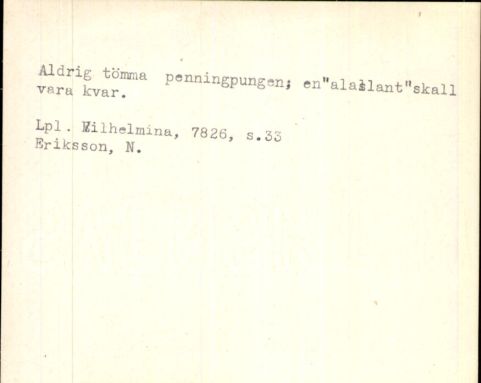 Aldrig tömma penningpungen; en"alaslant"skall
vara kvar.
Lpl. Vilhelmina, 7826, s.33
Eriksson, N.